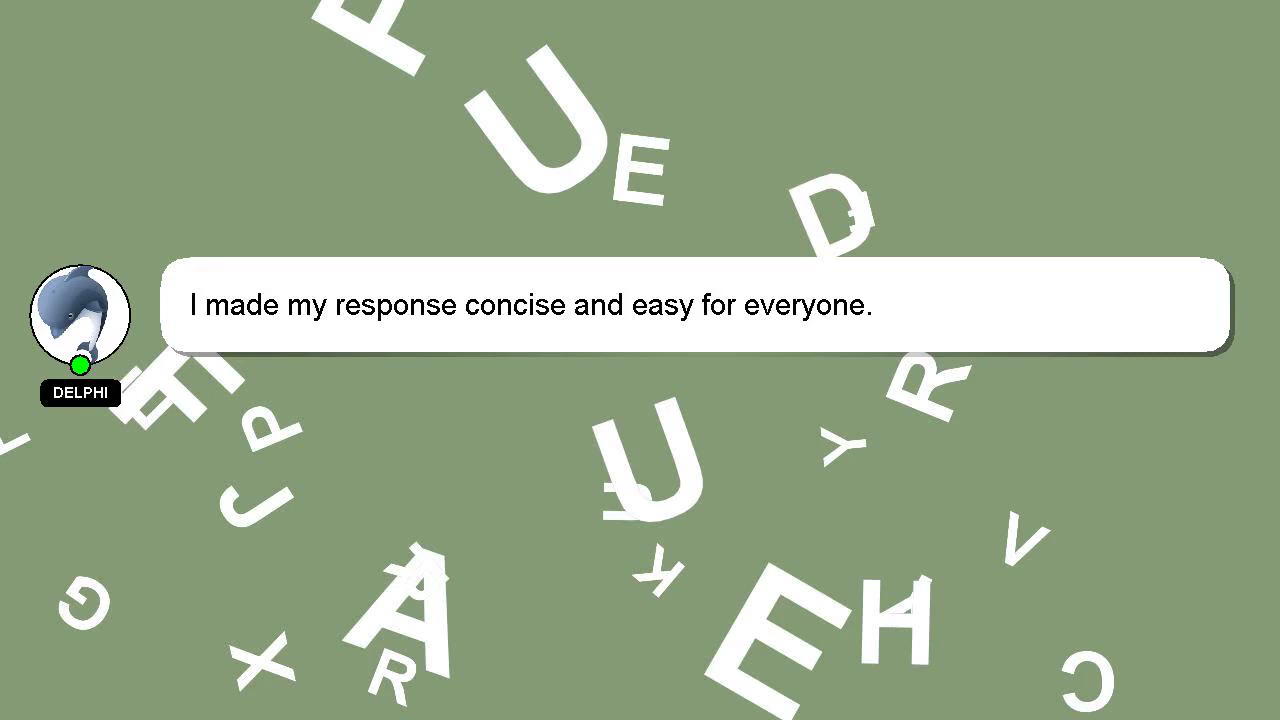 I made my response concise and easy for everyone.
DELPHI
P
U
E
D
F
R
P
Y
U
J
K
V
A
G
X
R
E
H
C